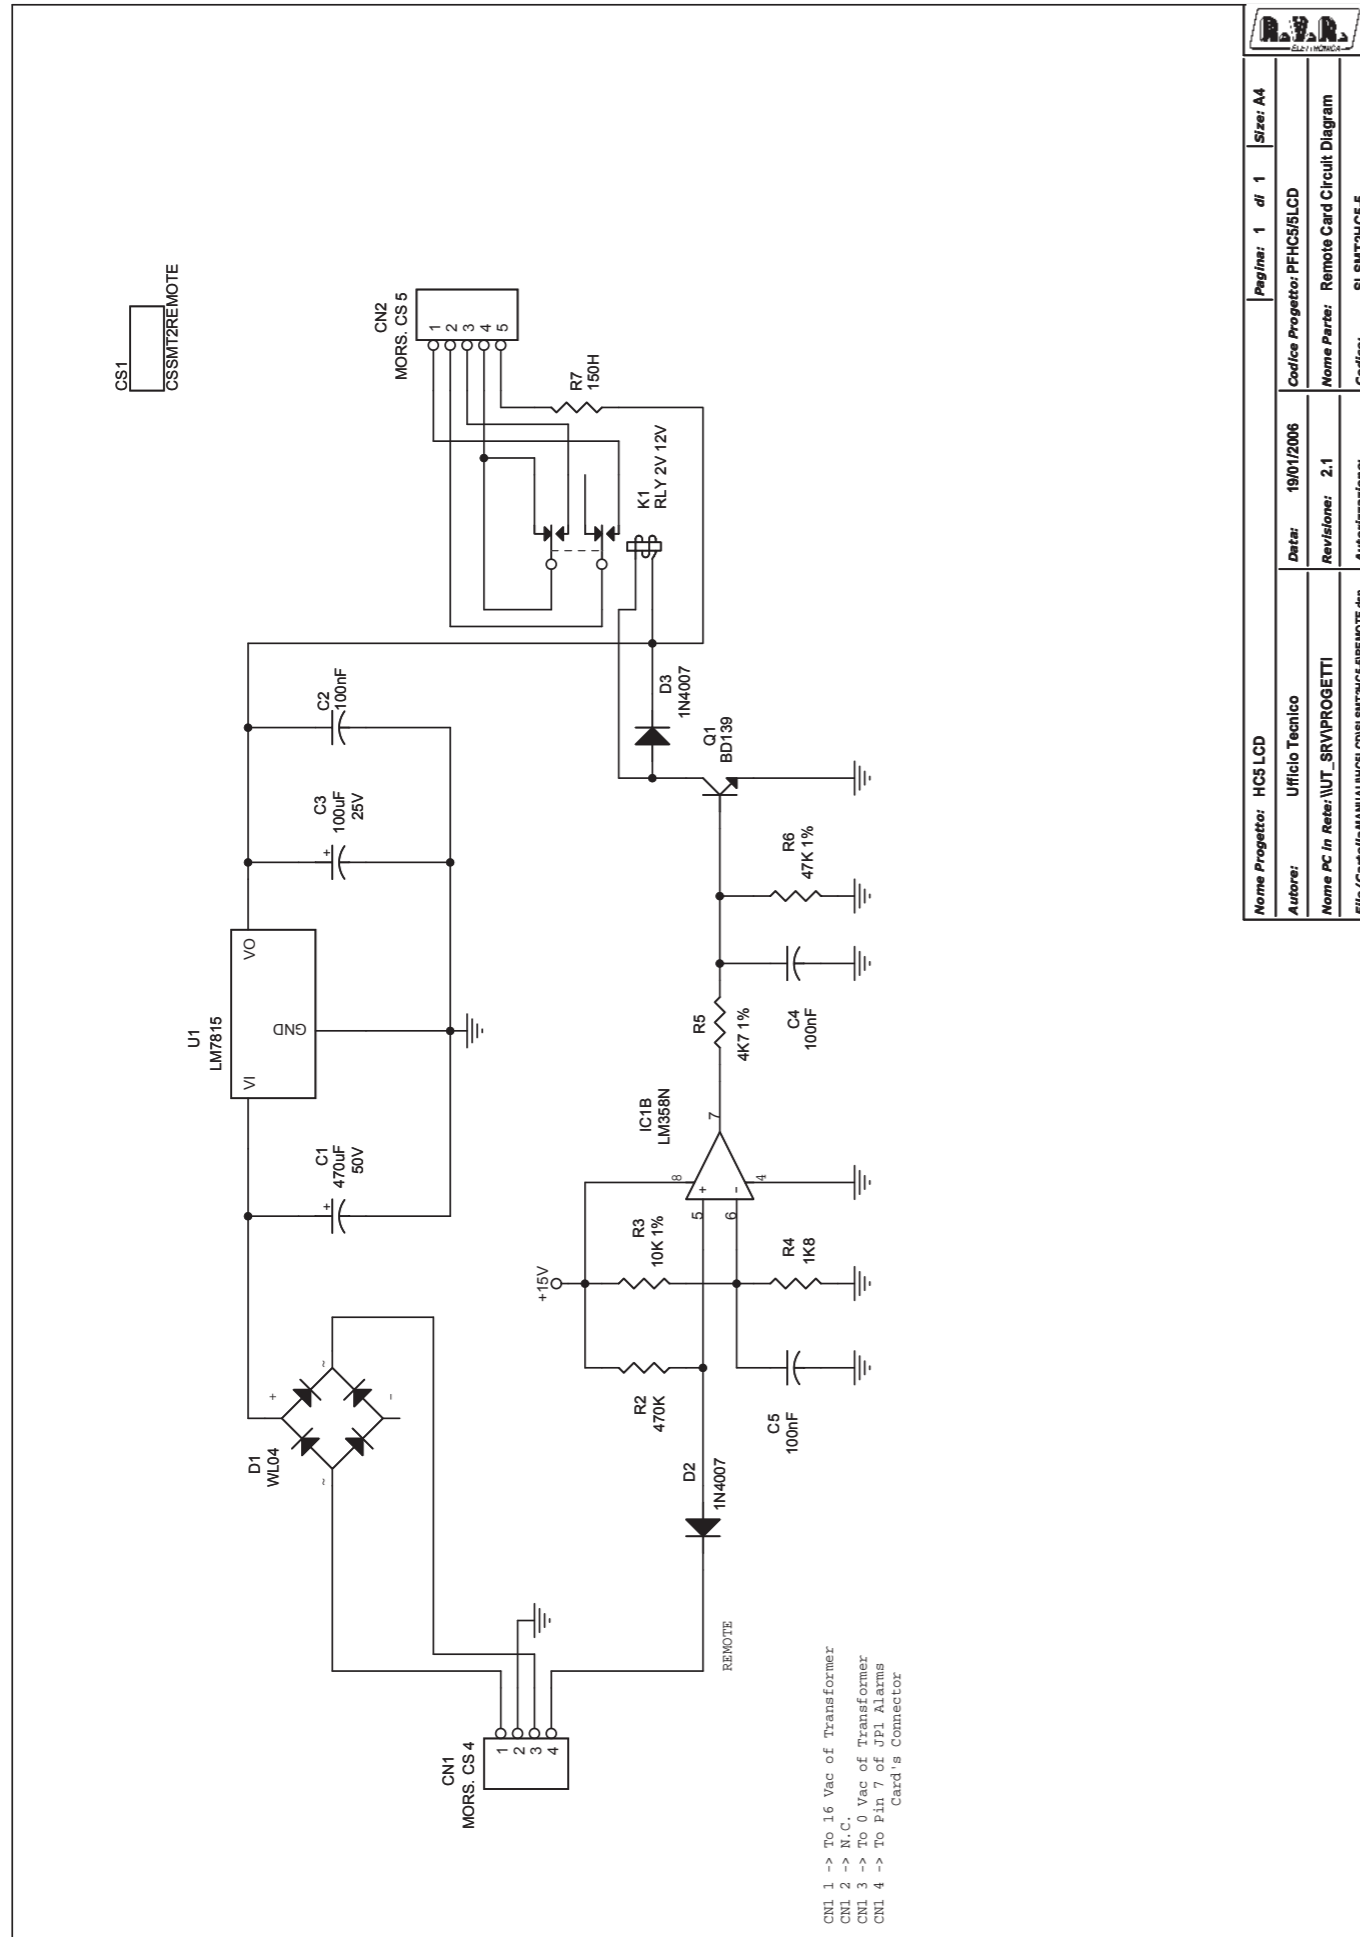 CS1
CSSMT2REMOTE
CN2
MORS. CS 5
1
2
3
4
5
R7
150H
K1
RLY 2V 12V
C2
100nF
C3
+
100uF
25V
U1
LM7815
VI
VO
GND
C1
+
470uF
50V
D1
WL04
+
-
~
~
D3
1N4007
Q1
BD139
R6
47K 1%
R5
4K7 1%
C4
100nF
IC1B
LM358N
7
8
4
5
6
+
-
+15V
R3
10K 1%
R4
1K8
R2
470K
C5
100nF
D2
1N4007
REMOTE
CN1
MORS. CS 4
1
2
3
4
CN1 1 -> To 16 Vac of Transformer
CN1 2 -> N.C.
CN1 3 -> To 0 Vac of Transformer
CN1 4 -> To Pin 7 of JP1 Alarms
Card's Connector
Nome Progetto: HC5 LCD
Pagina: 1 di 1
Size: A4
Autore: Ufficio Tecnico
Data: 19/01/2006
Codice Progetto: PFHC5/5LCD
Nome PC in Rete: \\UT_SRV\PROGETTI
Revisione: 2.1
Nome Parte: Remote Card Circuit Diagram
R.V.R.
ELETTRONICA